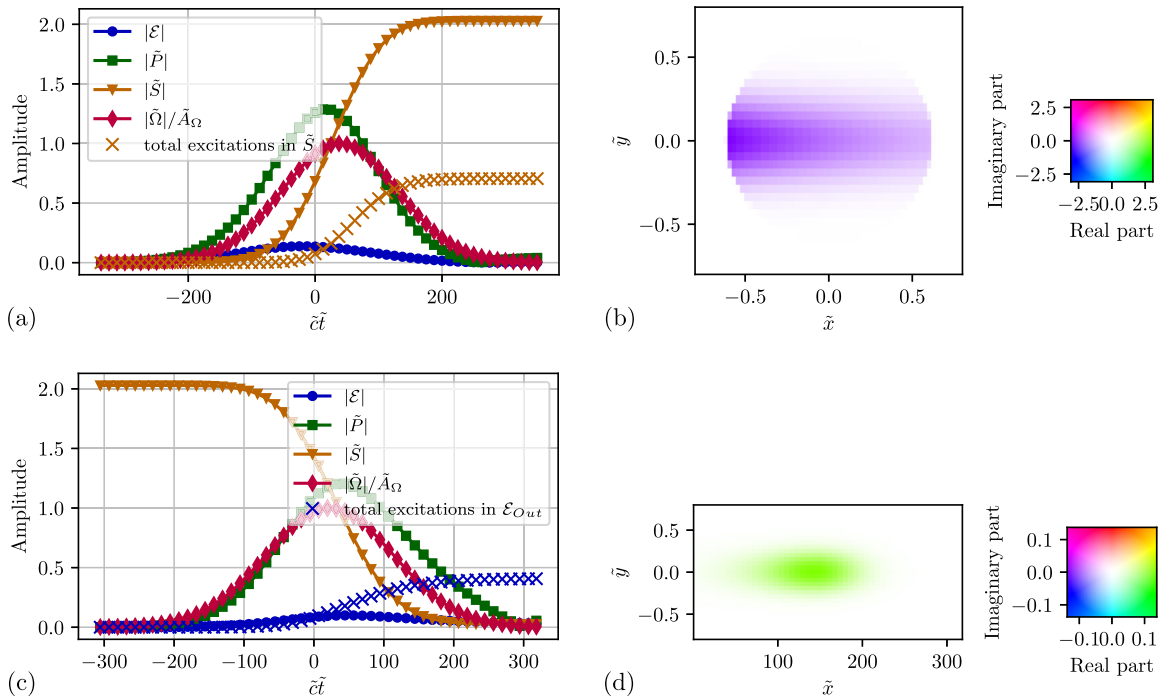 2.0
1.5
1.0
0.5
0.0
Amplitude
|ℰ|
|P̃|
|S̃|
|Ω̃|/Ã_Ω
total excitations in S̃
−200
0
200
c̃t̃
(a)
0.5
0.0
−0.5
ỹ
−0.5
0.0
0.5
x̃
(b)
Imaginary part
2.5
0.0
−2.5
−2.5 0.0 2.5
Real part
2.0
1.5
1.0
0.5
0.0
Amplitude
|ℰ|
|P̃|
|S̃|
|Ω̃|/Ã_Ω
total excitations in ℰ_Out
−300 −200 −100 0 100 200 300
c̃t̃
(c)
0.5
0.0
−0.5
ỹ
100
200
300
x̃
(d)
Imaginary part
0.1
0.0
−0.1
−0.1 0.0 0.1
Real part